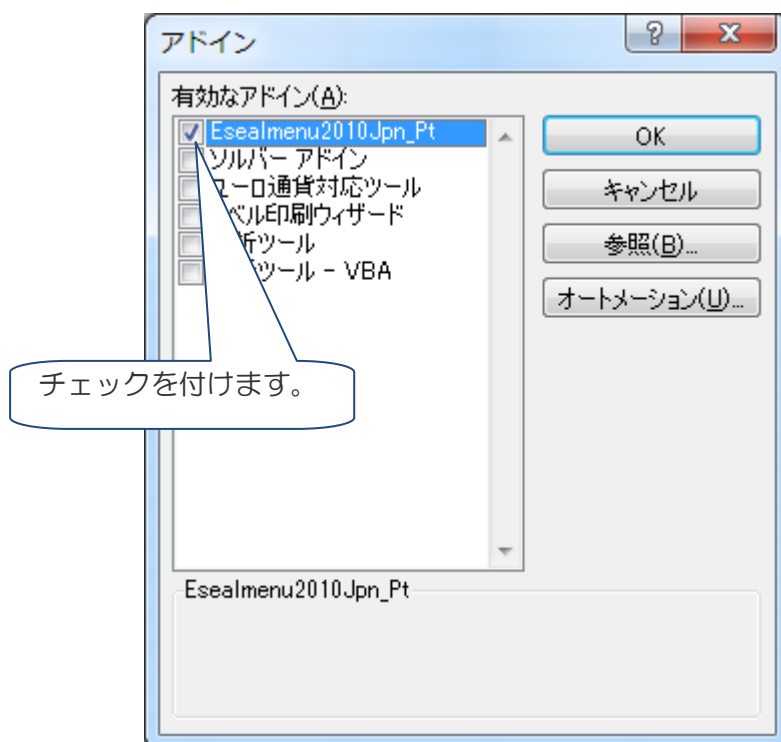 アドイン
有効なアドイン(A):
Esealmenu2010Jpn_Pt
ソルバー アドイン
ユーロ通貨対応ツール
ベル印刷ウィザード
ツール
ツール - VBA
OK
キャンセル
参照(B)...
オートメーション(U)...
チェックを付けます。
Esealmenu2010Jpn_Pt